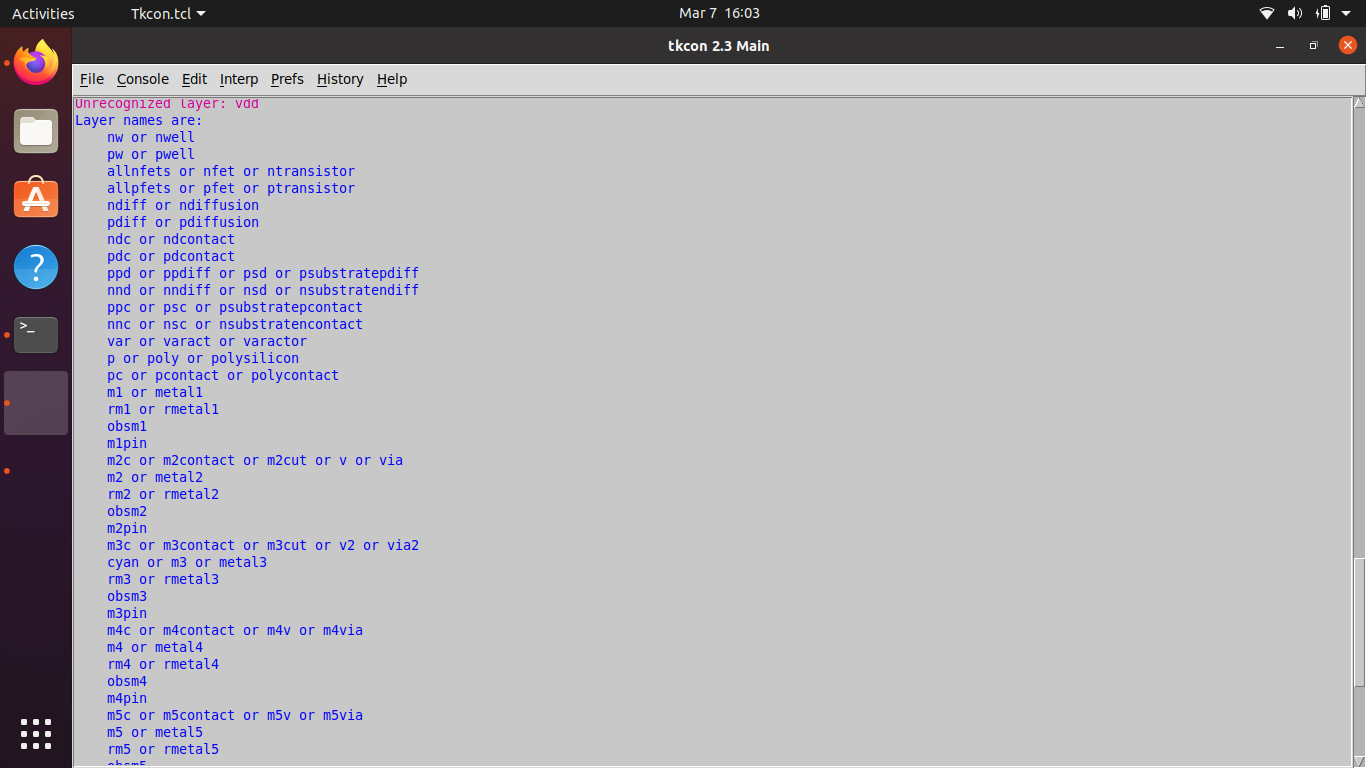 Activities
Tkcon.tcl
Mar 7 16:03
tkcon 2.3 Main
File Console Edit Interp Prefs History Help
Unrecognized layer: vdd
Layer names are:
nw or nwell
pw or pwell
allnfets or nfet or ntransistor
allpfets or pfet or ptransistor
ndiff or ndiffusion
pdiff or pdiffusion
ndc or ndcontact
pdc or pdcontact
ppd or ppdiff or psd or psubstratepdiff
nnd or nndiff or nsd or nsubstratendiff
ppc or psc or psubstratepcontact
nnc or nsc or nsubstratencontact
var or varact or varactor
p or poly or polysilicon
pc or pcontact or polycontact
m1 or metal1
rm1 or rmetal1
obsm1
m1pin
m2c or m2contact or m2cut or v or via
m2 or metal2
rm2 or rmetal2
obsm2
m2pin
m3c or m3contact or m3cut or v2 or via2
cyan or m3 or metal3
rm3 or rmetal3
obsm3
m3pin
m4c or m4contact or m4v or m4via
m4 or metal4
rm4 or rmetal4
obsm4
m4pin
m5c or m5contact or m5v or m5via
m5 or metal5
rm5 or rmetal5
obsm5